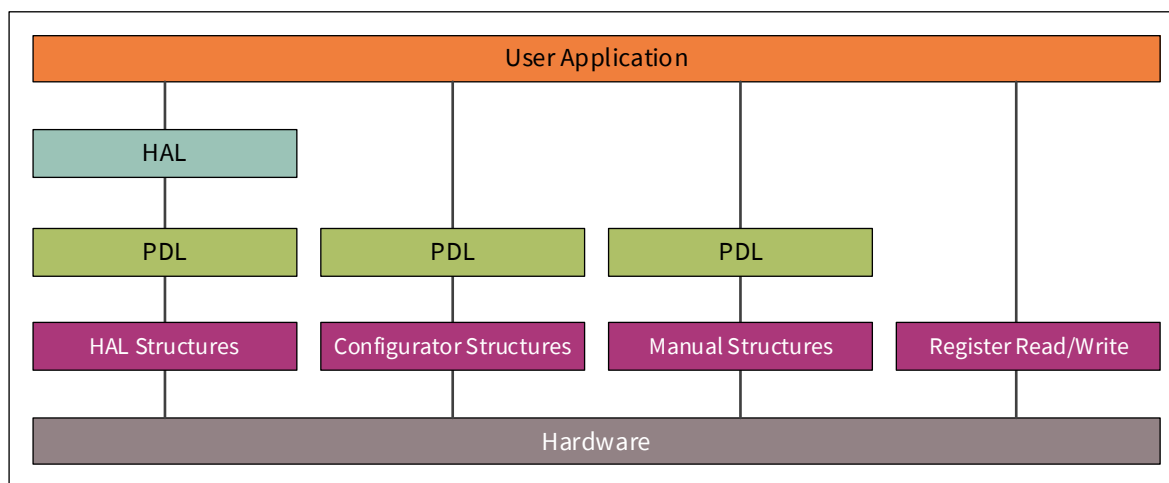 User Application
HAL
PDL
PDL
PDL
HAL Structures
Configurator Structures
Manual Structures
Register Read/Write
Hardware